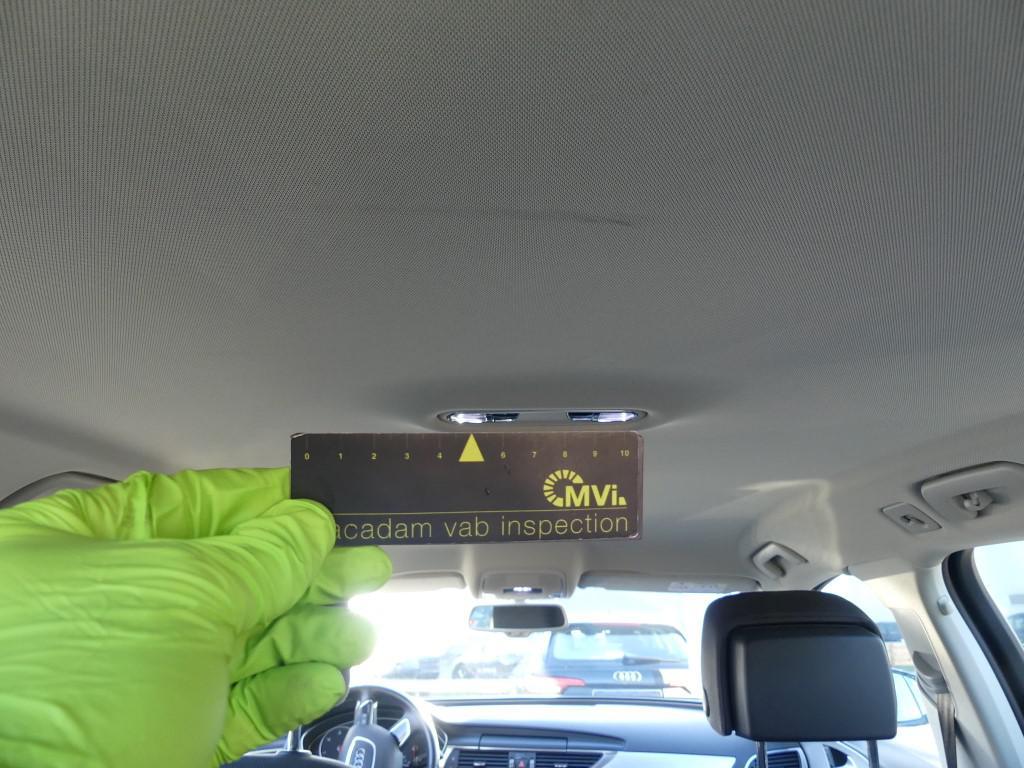 0 1 2 3 4 6 7 8 9 10
MVi.
acadam vab inspection